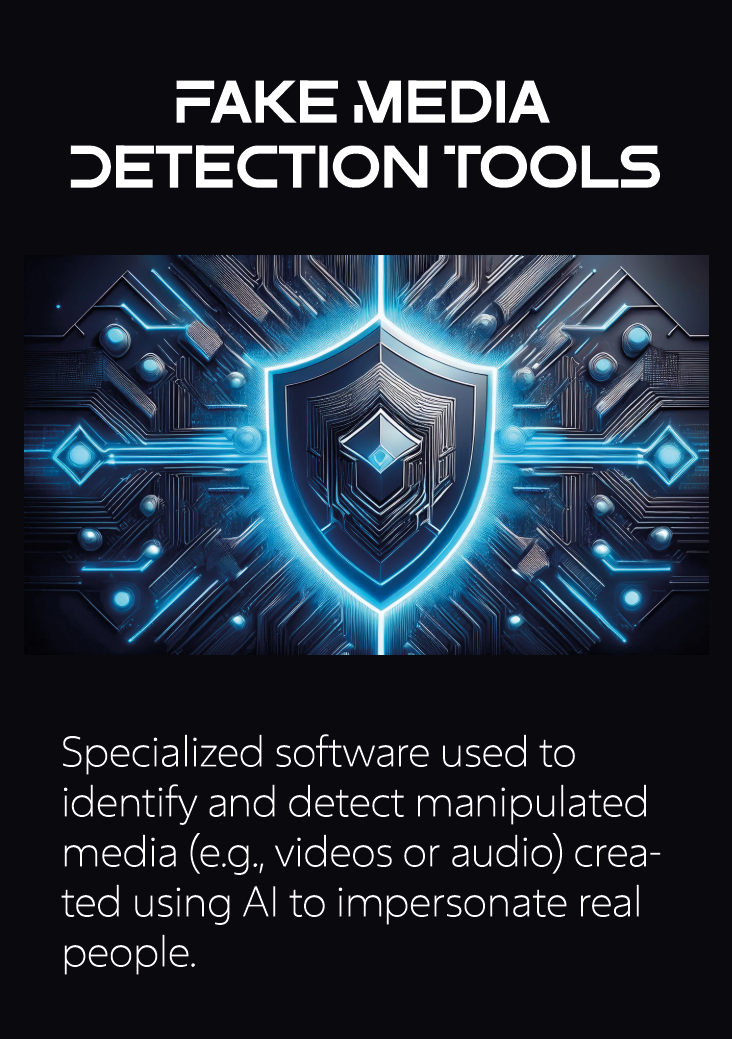 FAKE MEDIA
DETECTION TOOLS
Specialized software used to
identify and detect manipulated
media (e.g., videos or audio) crea-
ted using AI to impersonate real
people.